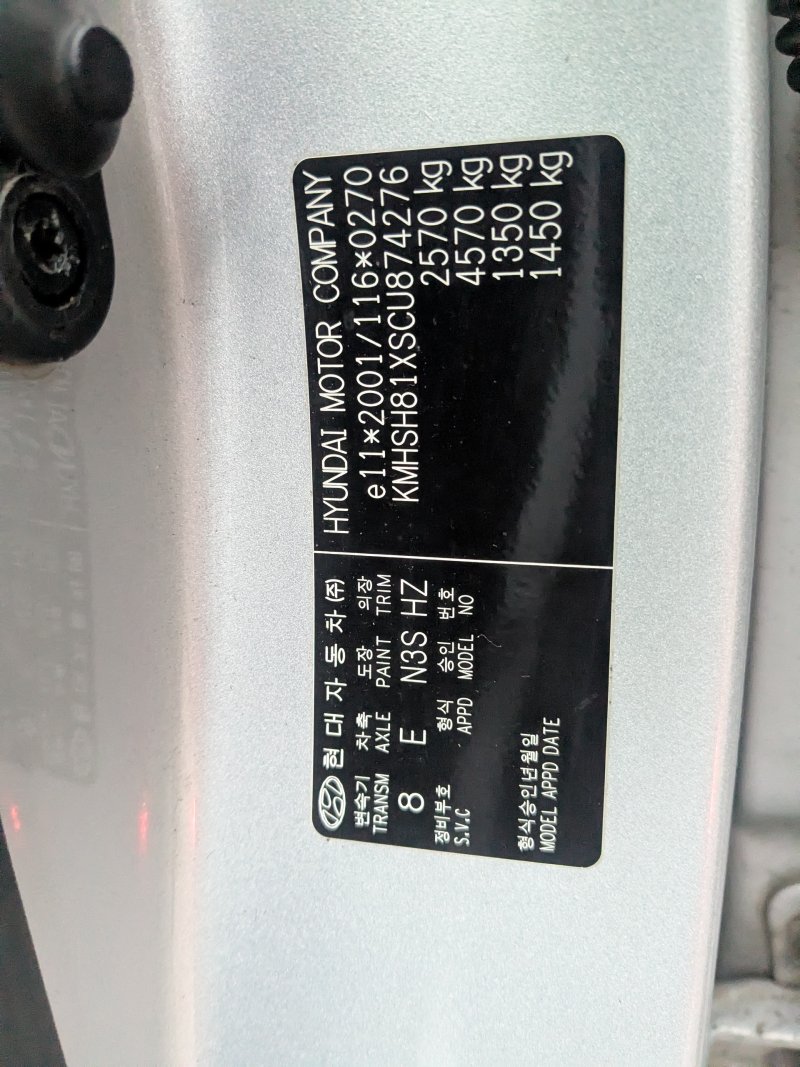 현대자동차(주)
변속기 차축 도장 의장
TRANSM AXLE PAINT TRIM
8 E N3S HZ
정비부호 형식 승인 번호
S.V.C APPD MODEL NO
형식승인년월일
MODEL APPD DATE
HYUNDAI MOTOR COMPANY
e11*2001/116*0270
KMHSH81XSCU874276
2570 kg
4570 kg
1350 kg
1450 kg